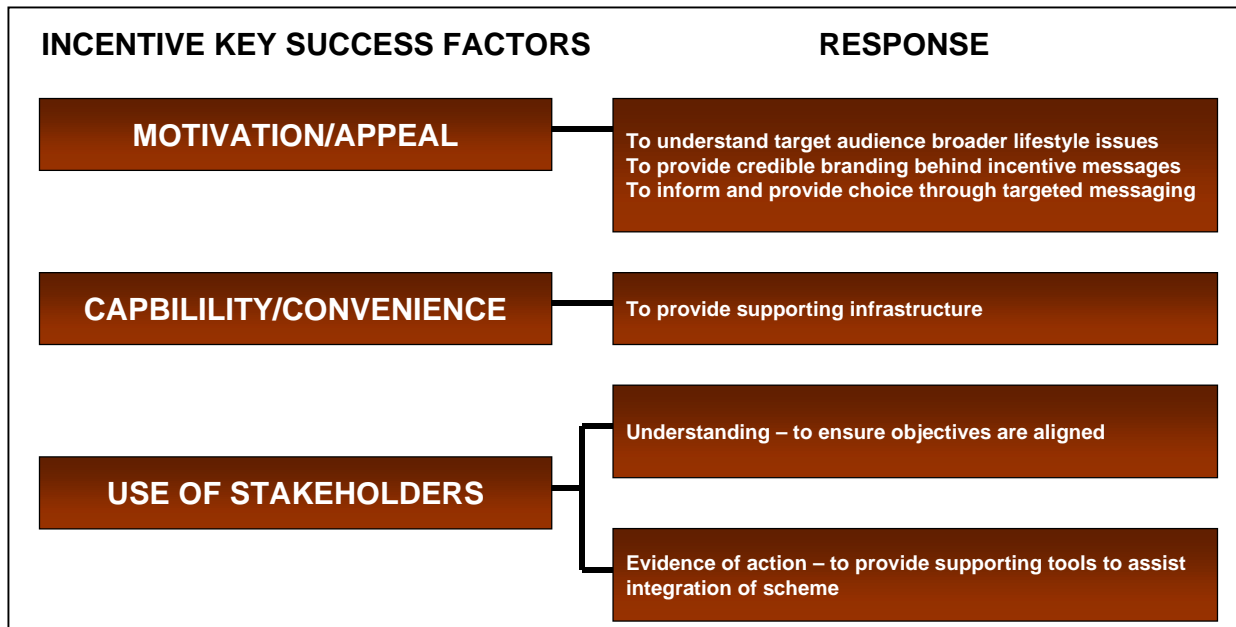 INCENTIVE KEY SUCCESS FACTORS
RESPONSE
MOTIVATION/APPEAL
To understand target audience broader lifestyle issues
To provide credible branding behind incentive messages
To inform and provide choice through targeted messaging
CAPBILILITY/CONVENIENCE
To provide supporting infrastructure
USE OF STAKEHOLDERS
Understanding – to ensure objectives are aligned
Evidence of action – to provide supporting tools to assist
integration of scheme